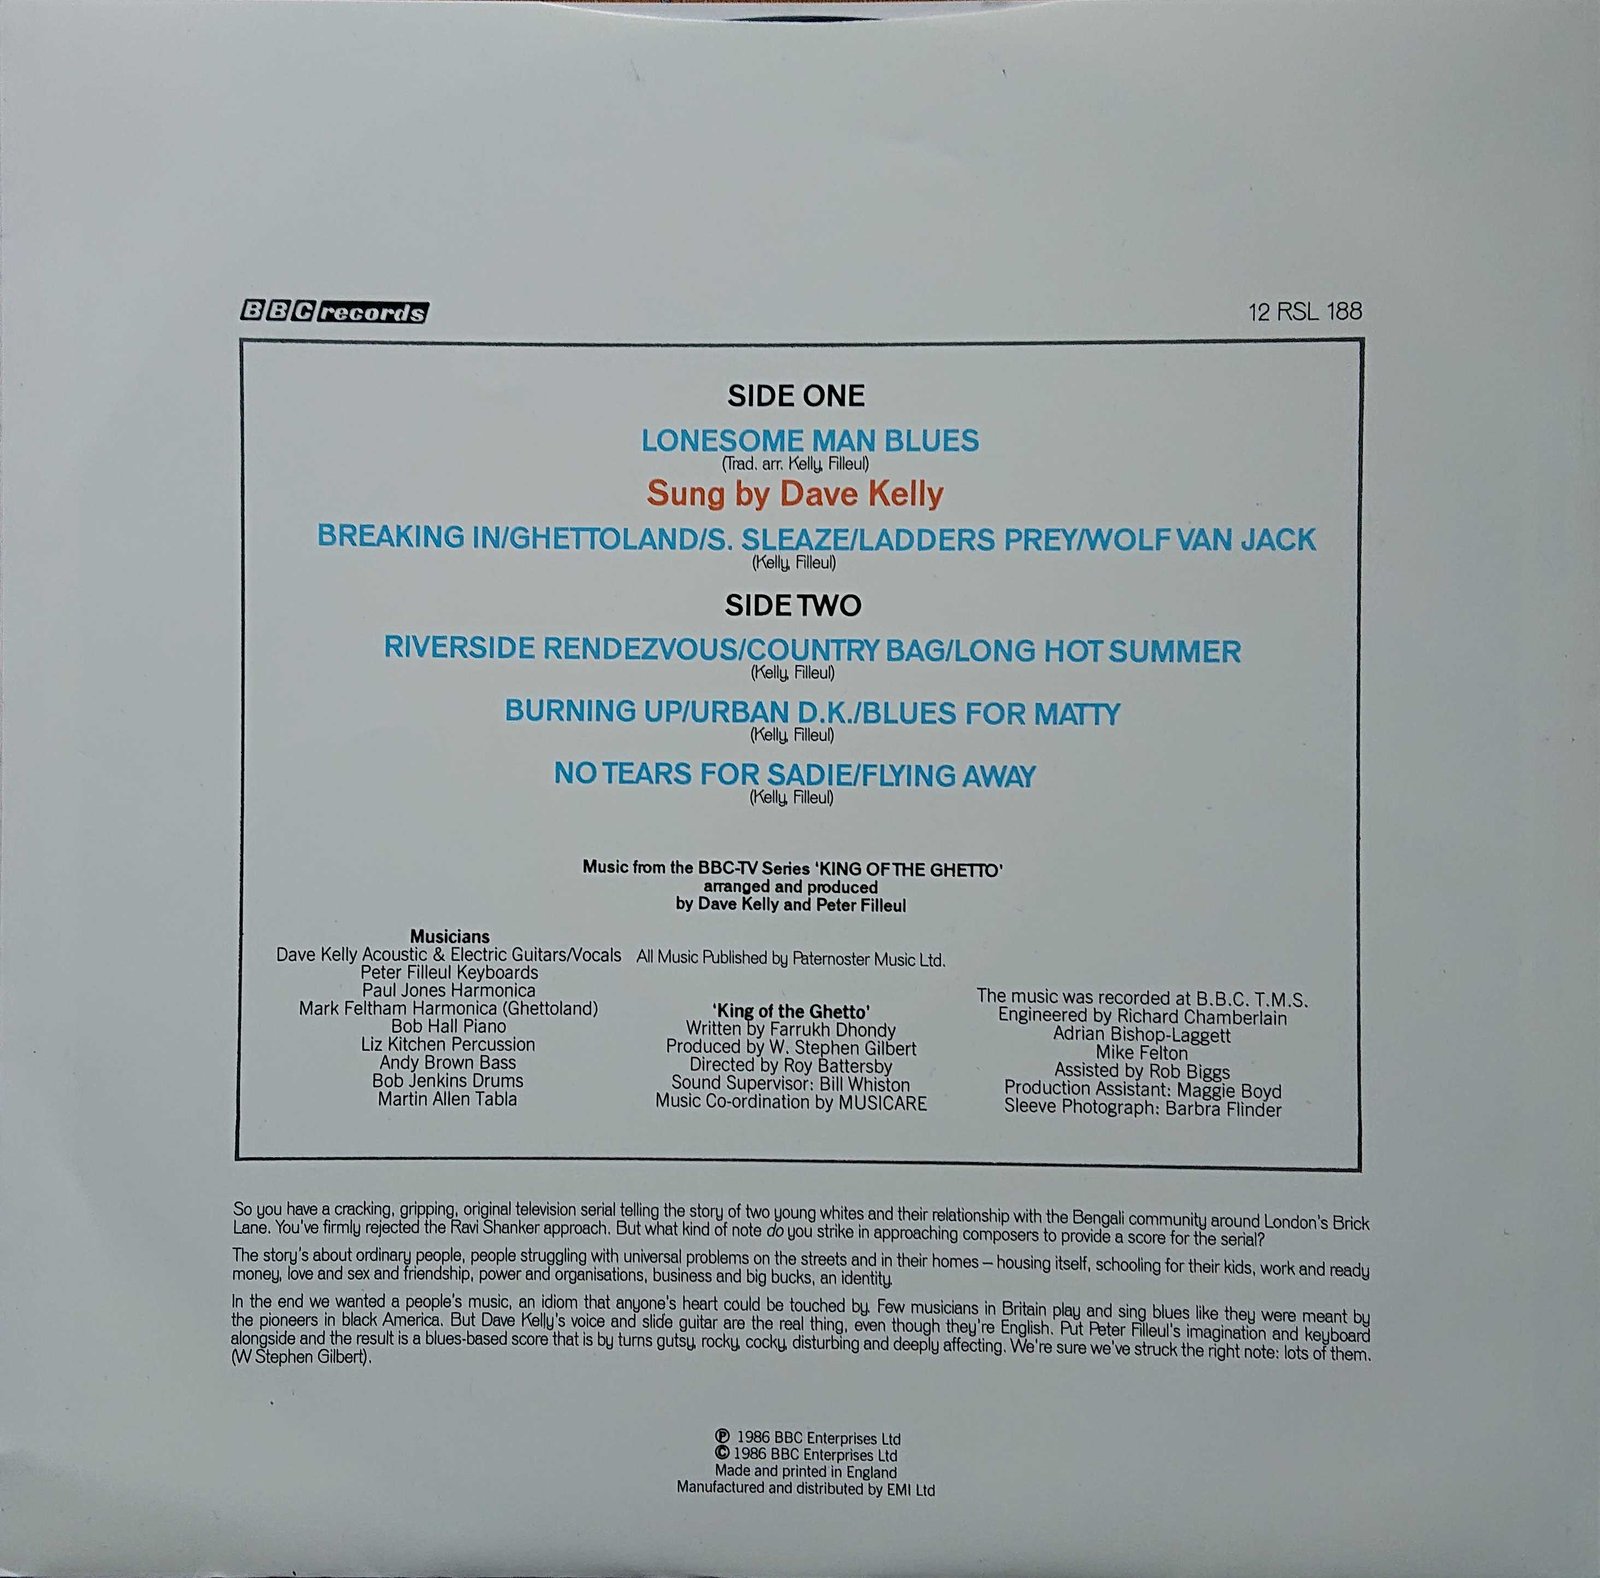 BBC records
12 RSL 188
SIDE ONE
LONESOME MAN BLUES
(Trad. arr. Kelly, Filleul)
Sung by Dave Kelly
BREAKING IN/GHETTOLAND/S. SLEAZE/LADDERS PREY/WOLF VAN JACK
(Kelly, Filleul)
SIDE TWO
RIVERSIDE RENDEZVOUS/COUNTRY BAG/LONG HOT SUMMER
(Kelly, Filleul)
BURNING UP/URBAN D.K./BLUES FOR MATTY
(Kelly, Filleul)
NO TEARS FOR SADIE/FLYING AWAY
(Kelly, Filleul)
Music from the BBC-TV Series 'KING OF THE GHETTO'
arranged and produced
by Dave Kelly and Peter Filleul
Musicians
Dave Kelly Acoustic & Electric Guitars/Vocals
Peter Filleul Keyboards
Paul Jones Harmonica
Mark Feltham Harmonica (Ghettoland)
Bob Hall Piano
Liz Kitchen Percussion
Andy Brown Bass
Bob Jenkins Drums
Martin Allen Tabla
All Music Published by Paternoster Music Ltd.
'King of the Ghetto'
Written by Farrukh Dhondy
Produced by W. Stephen Gilbert
Directed by Roy Battersby
Sound Supervisor: Bill Whiston
Music Co-ordination by MUSICARE
The music was recorded at B.B.C. T.M.S.
Engineered by Richard Chamberlain
Adrian Bishop-Laggett
Mike Felton
Assisted by Rob Biggs
Production Assistant: Maggie Boyd
Sleeve Photograph: Barbra Flinder
So you have a cracking, gripping, original television serial telling the story of two young whites and their relationship with the Bengali community around London's Brick
Lane. You've firmly rejected the Ravi Shanker approach. But what kind of note do you strike in approaching composers to provide a score for the serial?
The story's about ordinary people, people struggling with universal problems on the streets and in their homes – housing itself, schooling for their kids, work and ready
money, love and sex and friendship, power and organisations, business and big bucks, an identity.
In the end we wanted a people's music, an idiom that anyone's heart could be touched by. Few musicians in Britain play and sing blues like they were meant by
the pioneers in black America. But Dave Kelly's voice and slide guitar are the real thing, even though they're English. Put Peter Filleul's imagination and keyboard
alongside and the result is a blues-based score that is by turns gutsy, rocky, cocky, disturbing and deeply affecting. We're sure we've struck the right note: lots of them.
(W Stephen Gilbert).
℗ 1986 BBC Enterprises Ltd
© 1986 BBC Enterprises Ltd
Made and printed in England
Manufactured and distributed by EMI Ltd